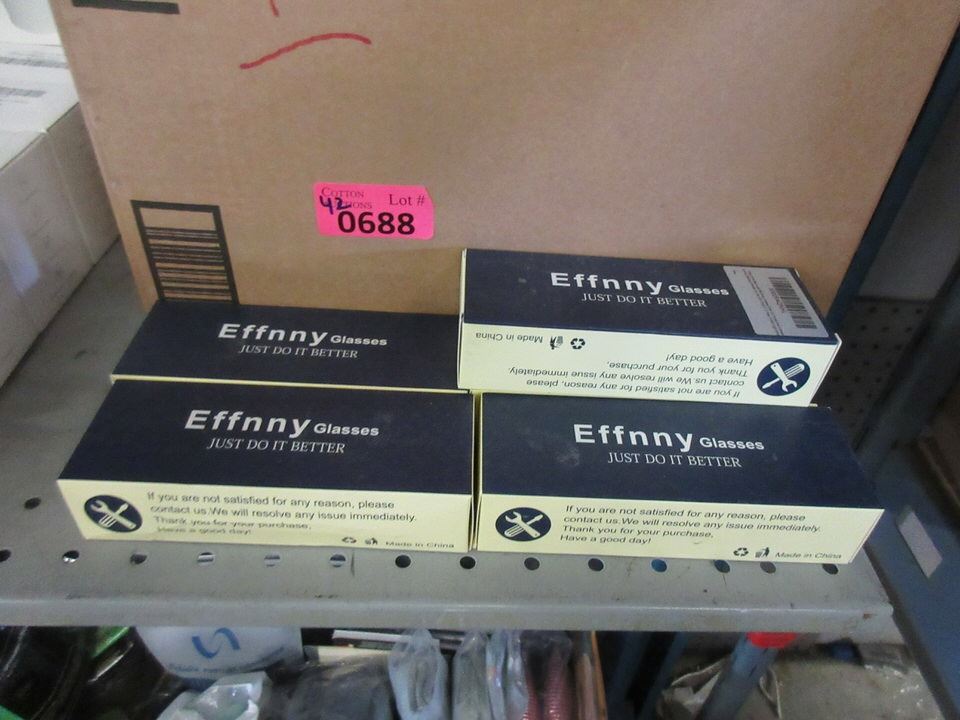 COTTON
Lot #
42
0688
Effnny Glasses
JUST DO IT BETTER
Made in China
If you are not satisfied for any reason, please
contact us.We will resolve any issue immediately.
Thank you for your purchase,
Have a good day!
Effnny Glasses
JUST DO IT BETTER
Effnny Glasses
JUST DO IT BETTER
If you are not satisfied for any reason, please
contact us.We will resolve any issue immediately.
Thank you for your purchase,
Have a good day!
Made in China
Effnny Glasses
JUST DO IT BETTER
If you are not satisfied for any reason, please
contact us.We will resolve any issue immediately.
Thank you for your purchase,
Have a good day!
Made in China